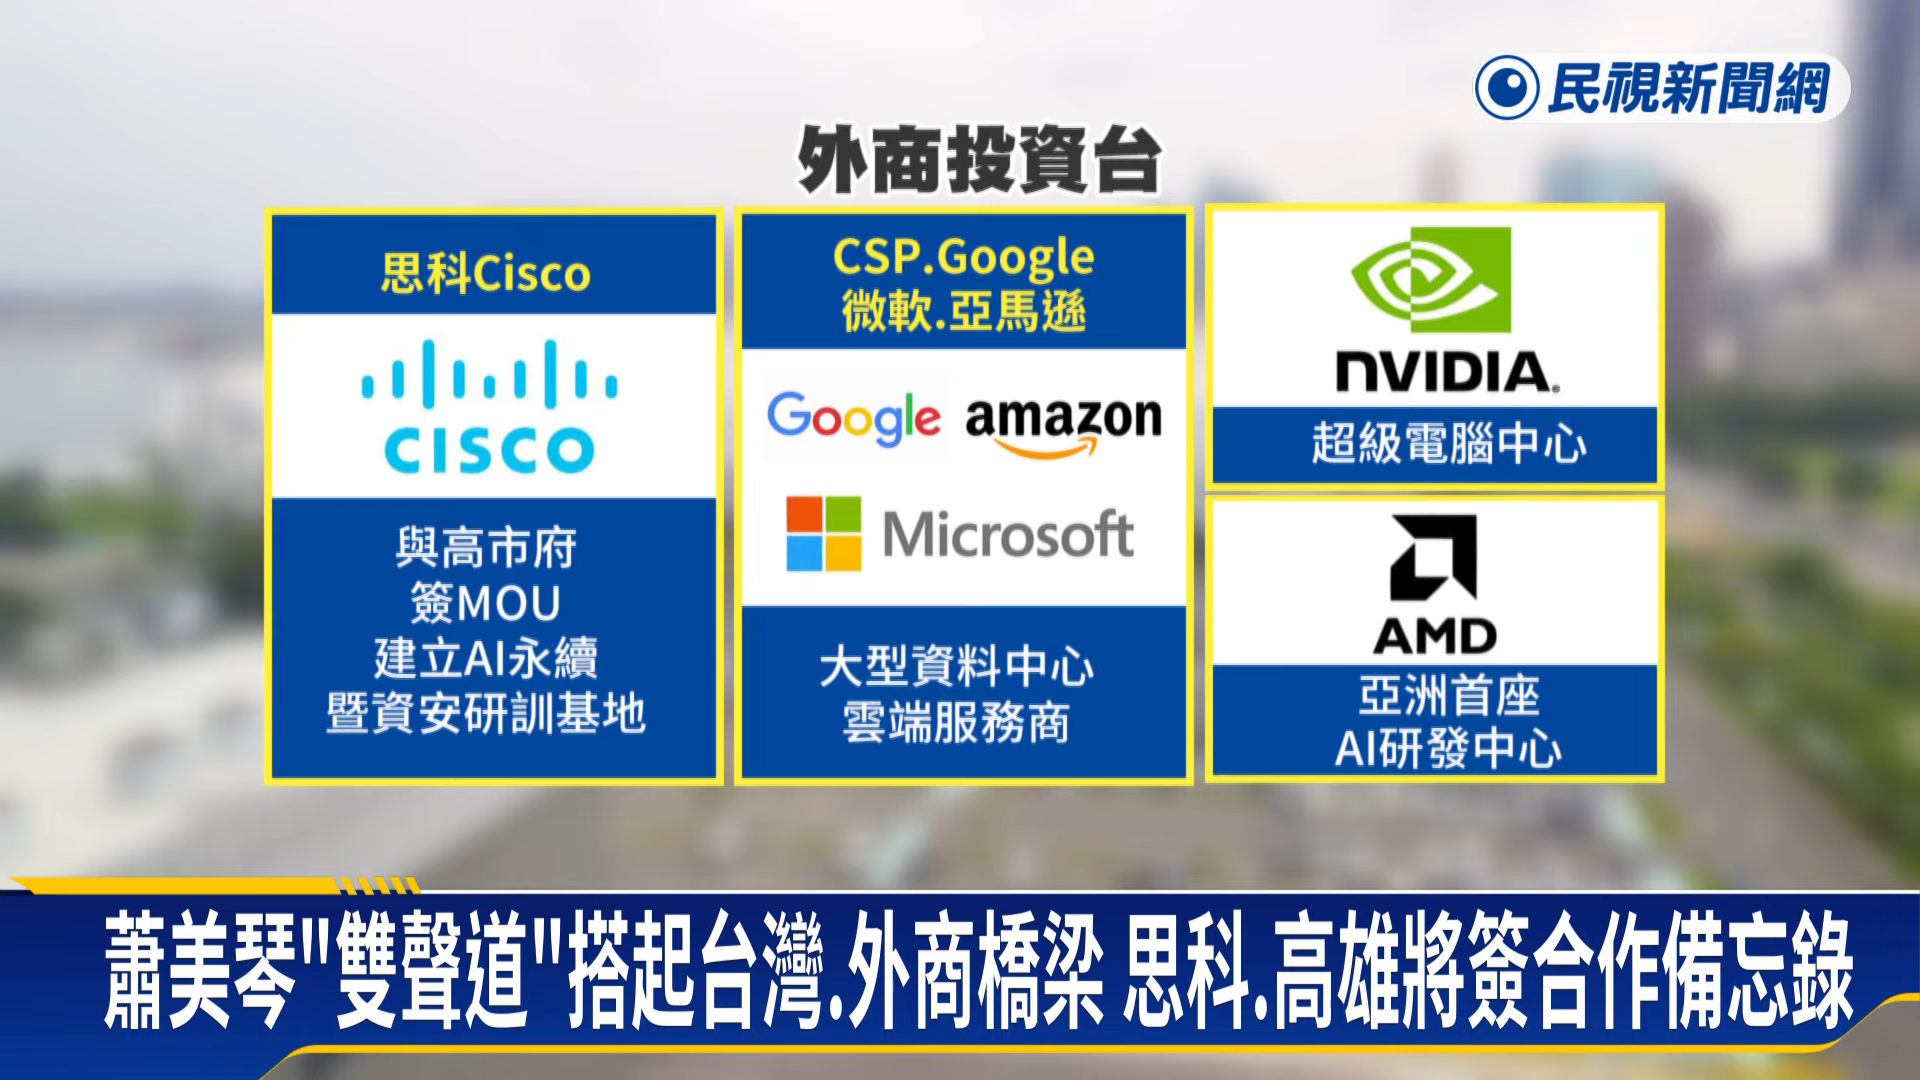 民視新聞網
外商投資台
思科Cisco
CISCO
與高市府
簽MOU
建立AI永續
暨資安研訓基地
CSP.Google
微軟.亞馬遜
Google amazon
Microsoft
大型資料中心
雲端服務商
NVIDIA
超級電腦中心
AMD
亞洲首座
AI研發中心
蕭美琴"雙聲道"搭起台灣.外商橋梁 思科.高雄將簽合作備忘錄